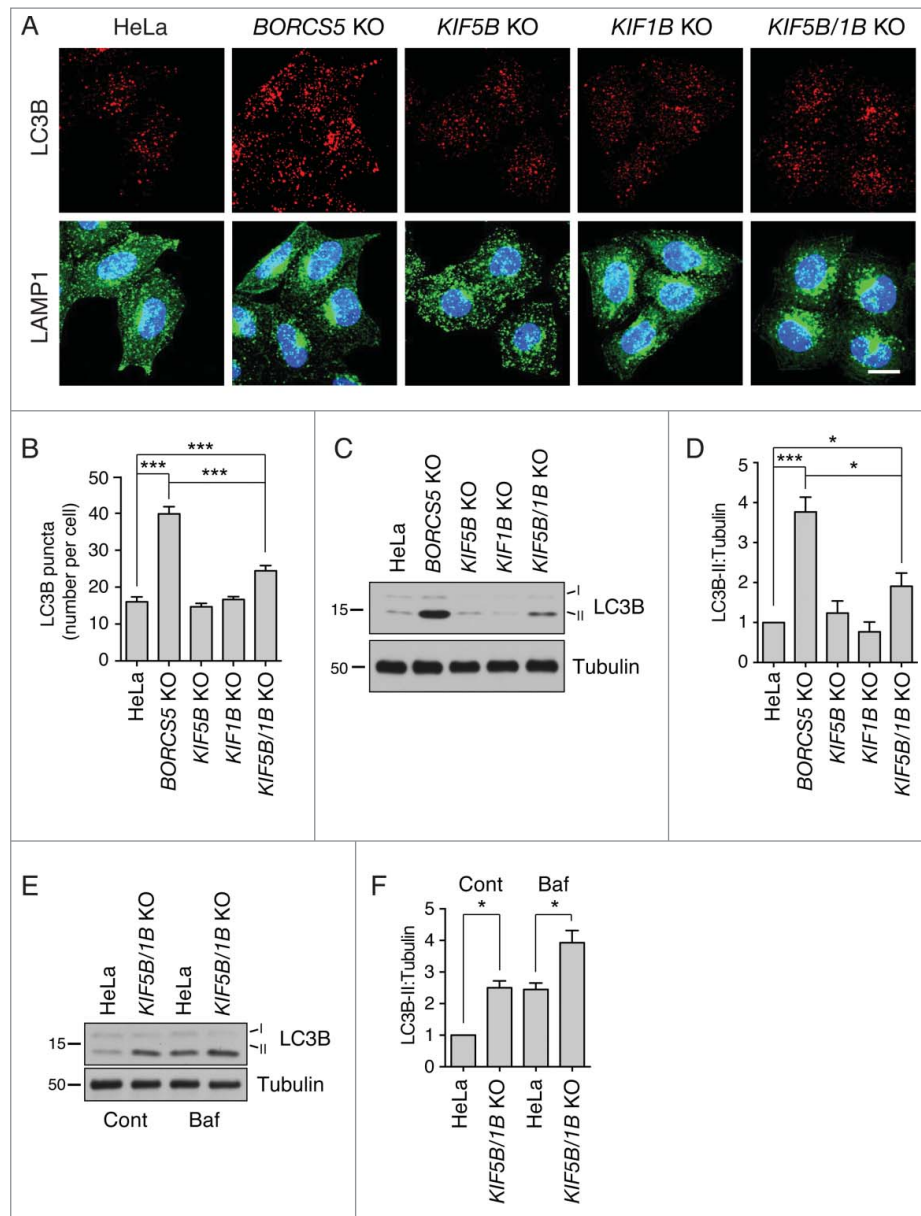 A
HeLa
BORCS5 KO
KIF5B KO
KIF1B KO
KIF5B/1B KO
LC3B
LAMP1
B
LC3B puncta
(number per cell)
60
40
20
0
***
***
***
HeLa
BORCS5 KO
KIF5B KO
KIF1B KO
KIF5B/1B KO
C
HeLa
BORCS5 KO
KIF5B KO
KIF1B KO
KIF5B/1B KO
15
I
II
LC3B
50
Tubulin
D
LC3B-II:Tubulin
5
4
3
2
1
0
*
***
*
HeLa
BORCS5 KO
KIF5B KO
KIF1B KO
KIF5B/1B KO
E
HeLa
KIF5B/1B KO
HeLa
KIF5B/1B KO
15
I
II
LC3B
50
Tubulin
Cont
Baf
F
Cont
Baf
LC3B-II:Tubulin
5
4
3
2
1
0
*
*
HeLa
KIF5B/1B KO
HeLa
KIF5B/1B KO